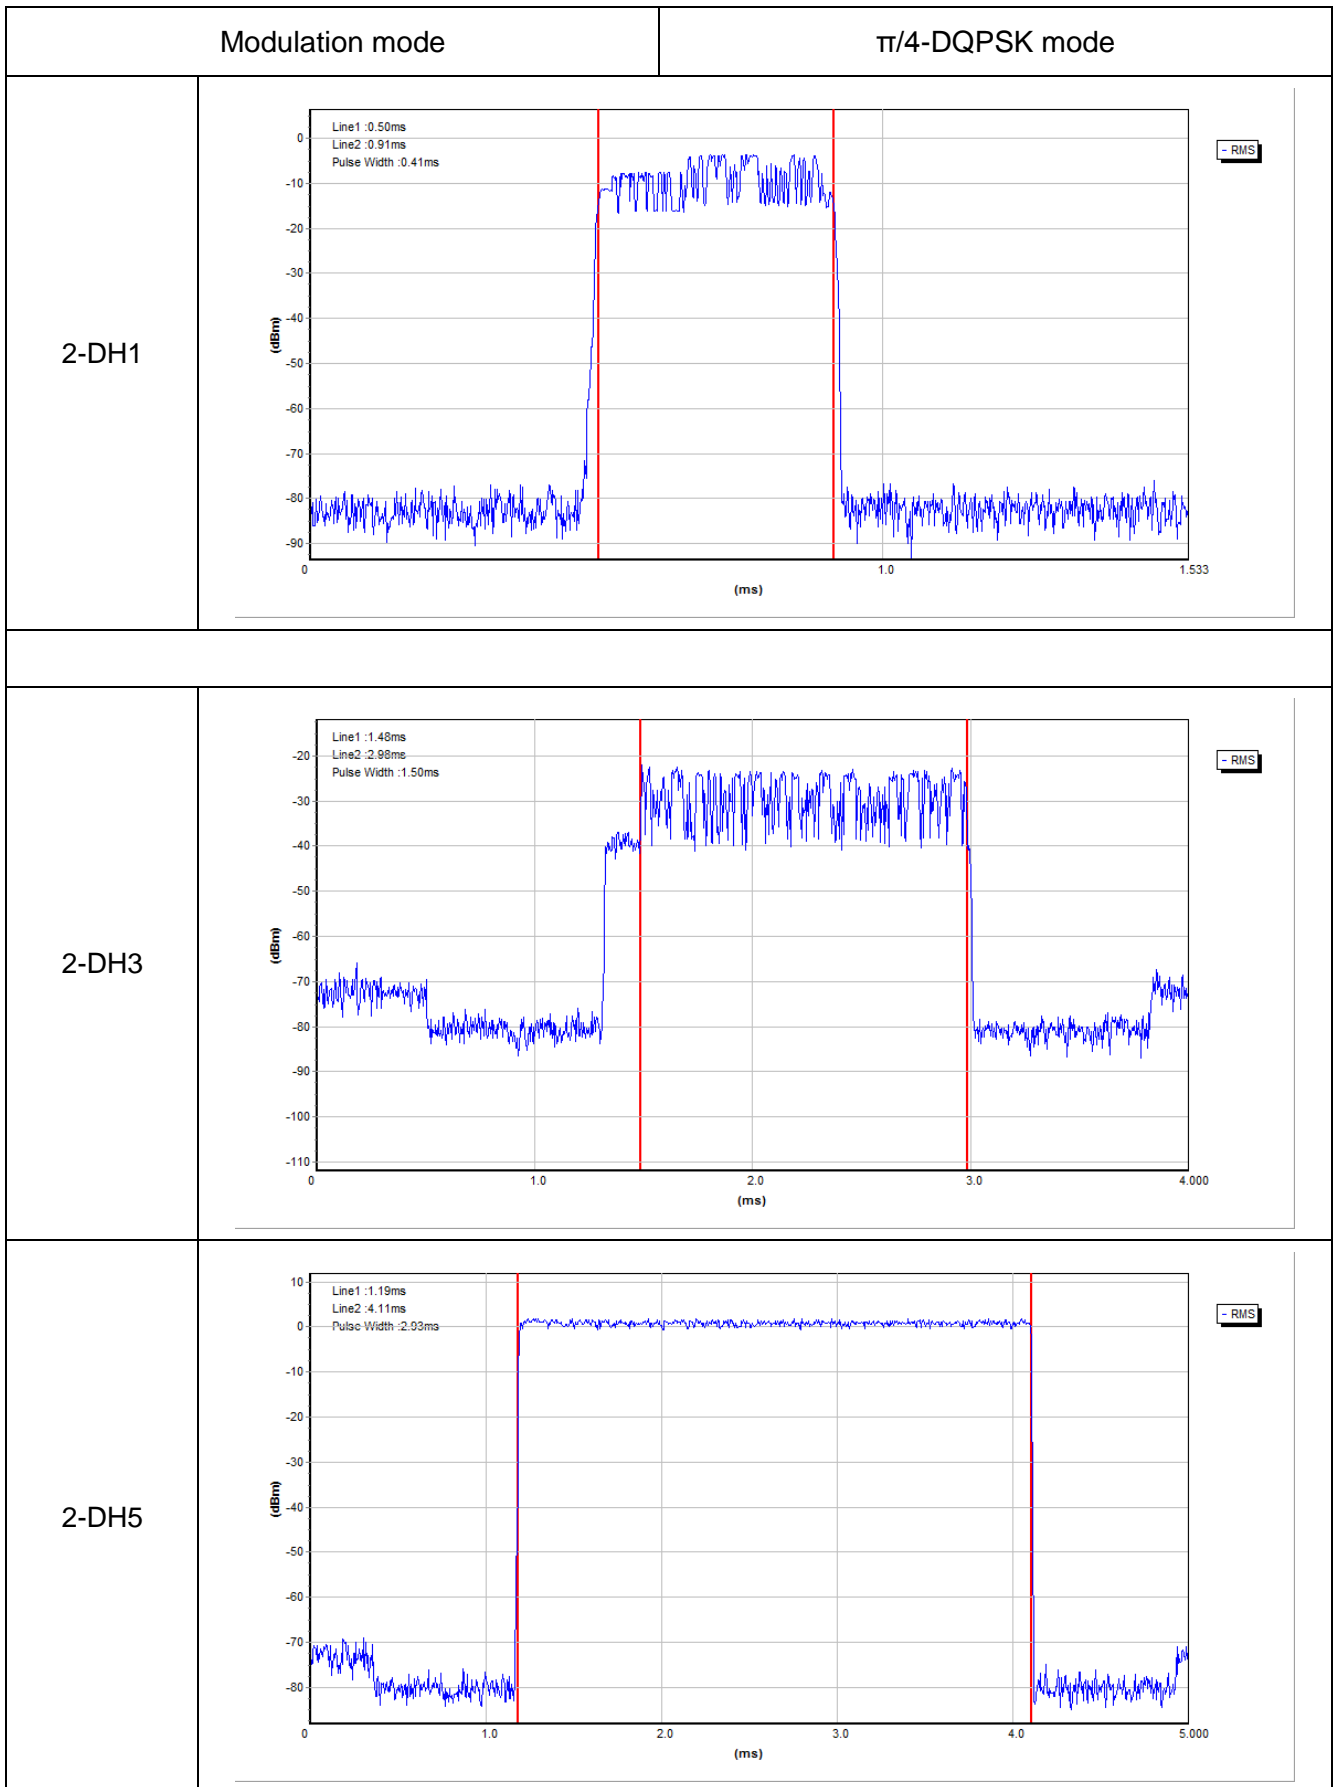 Modulation mode π/4-DQPSK mode
2-DH1
Line1 :0.50ms
Line2 :0.91ms
Pulse Width :0.41ms
- RMS
0
-10
-20
-30
-40
-50
-60
-70
-80
-90
(dBm)
0 1.0 1.533
(ms)
2-DH3
Line1 :1.48ms
Line2 :2.98ms
Pulse Width :1.50ms
- RMS
-20
-30
-40
-50
-60
-70
-80
-90
-100
-110
(dBm)
0 1.0 2.0 3.0 4.000
(ms)
2-DH5
Line1 :1.19ms
Line2 :4.11ms
Pulse Width :2.93ms
- RMS
10
0
-10
-20
-30
-40
-50
-60
-70
-80
(dBm)
0 1.0 2.0 3.0 4.0 5.000
(ms)